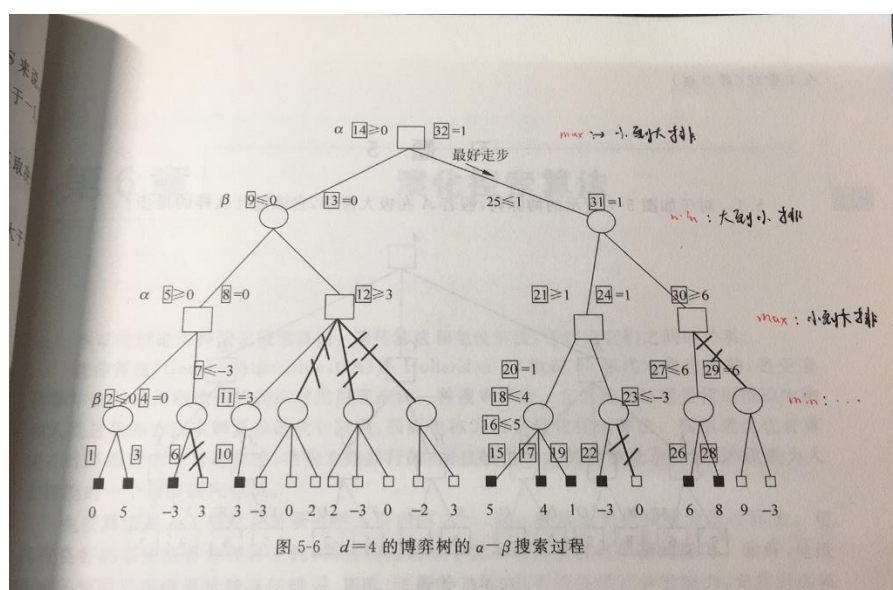 α 14≥0 32=1
max → 小到大排
最好走步
β 9≤0 13=0 25≤1 31=1
min：大到小排
α 5≥0 8=0 12≥3 21≥1 24=1 30≥6
max：小到大排
7≤-3 20=1 27≤6 29=6
β 2≤0 4=0 11=3 18≤4 23≤-3
min：...
16≤5
1 3 6 10 15 17 19 22 26 28
0 5 -3 3 3 -3 0 2 2 -3 0 -2 3 5 4 1 -3 0 6 8 9 -3
图 5-6 d=4 的博弈树的 α-β 搜索过程